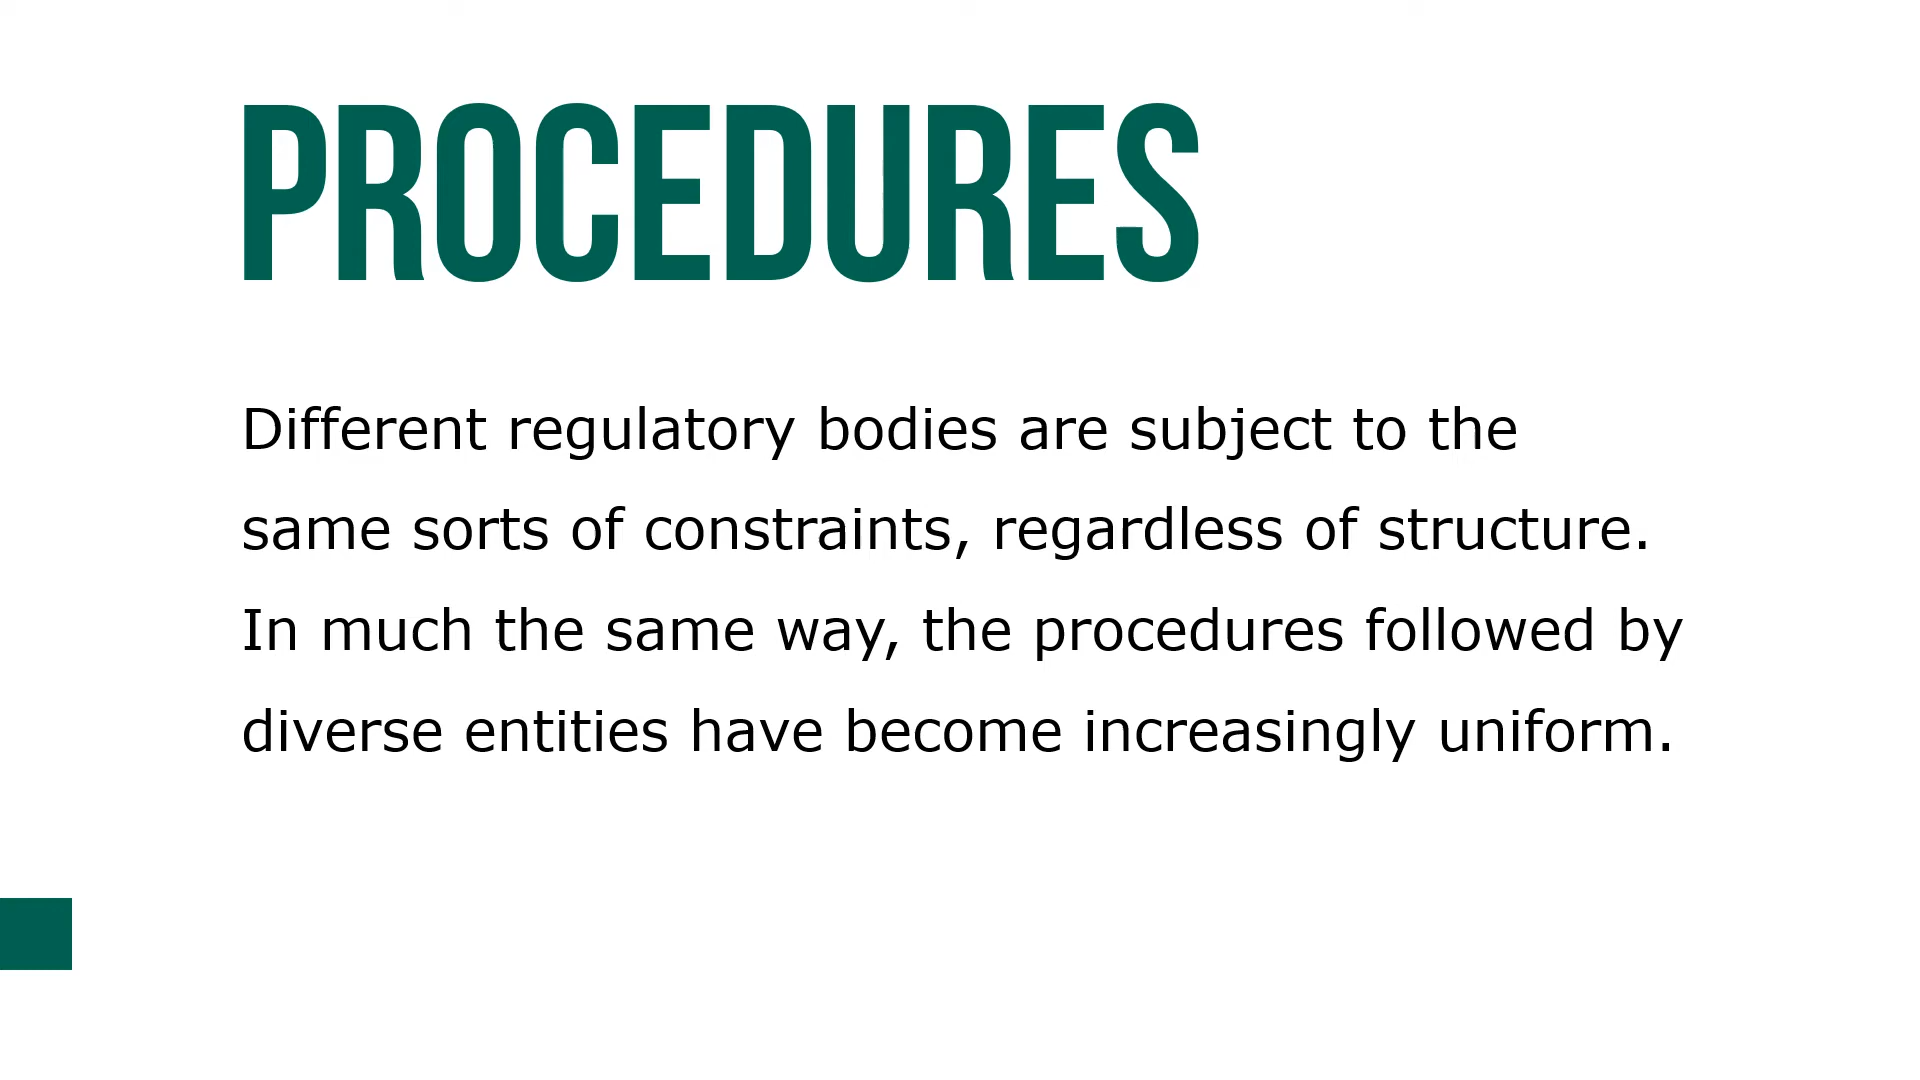 PROCEDURES
Different regulatory bodies are subject to the
same sorts of constraints, regardless of structure.
In much the same way, the procedures followed by
diverse entities have become increasingly uniform.